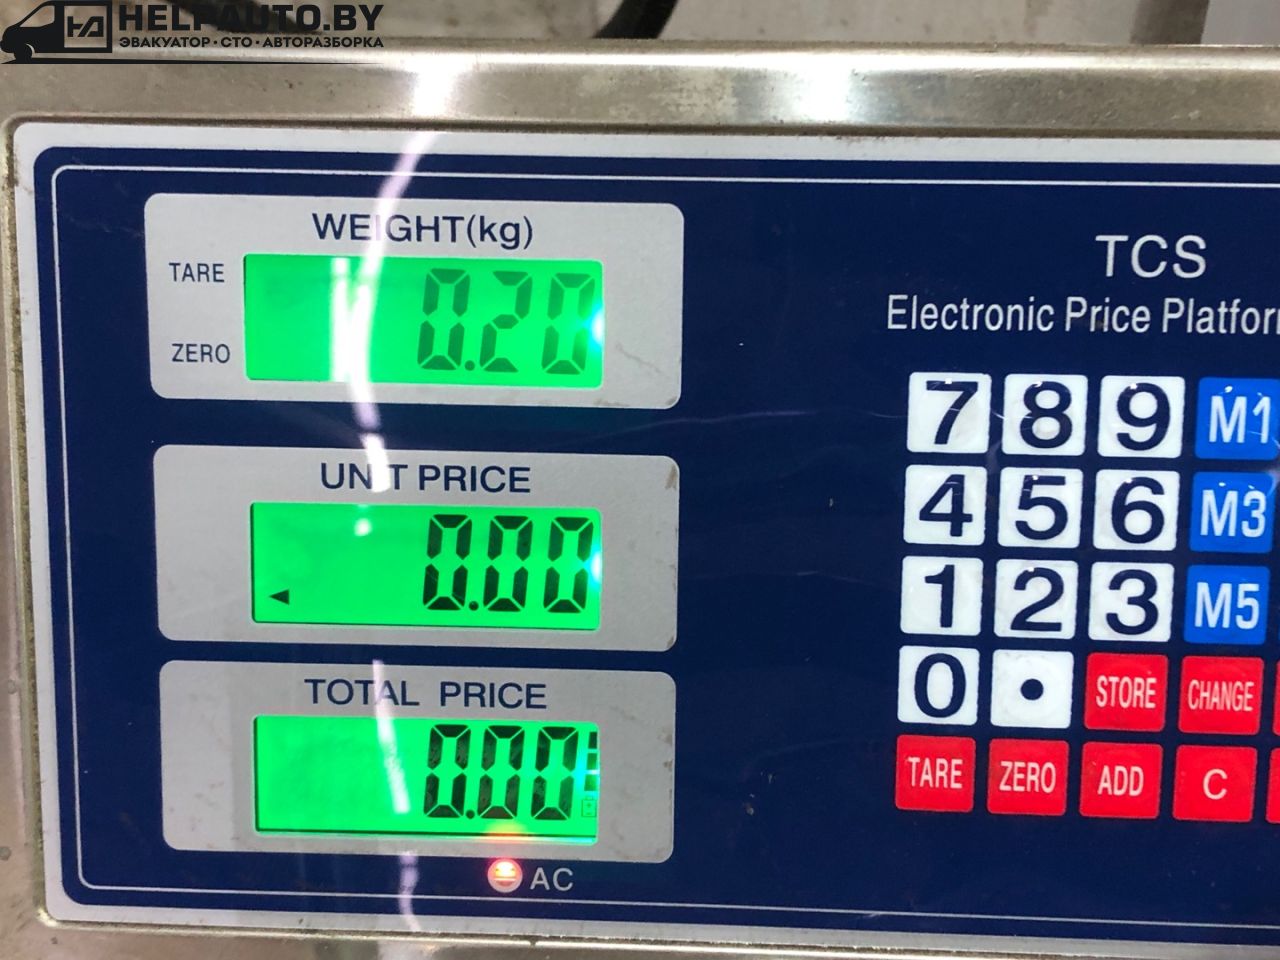 HA
HELPAUTO.BY
ЭВАКУАТОР · СТО · АВТОРАЗБОРКА
WEIGHT(kg)
TARE
ZERO
0.20
UNIT PRICE
0.00
TOTAL PRICE
0.00
AC
TCS
Electronic Price Platfor
7 8 9 M1
4 5 6 M3
1 2 3 M5
0 . STORE CHANGE
TARE ZERO ADD C